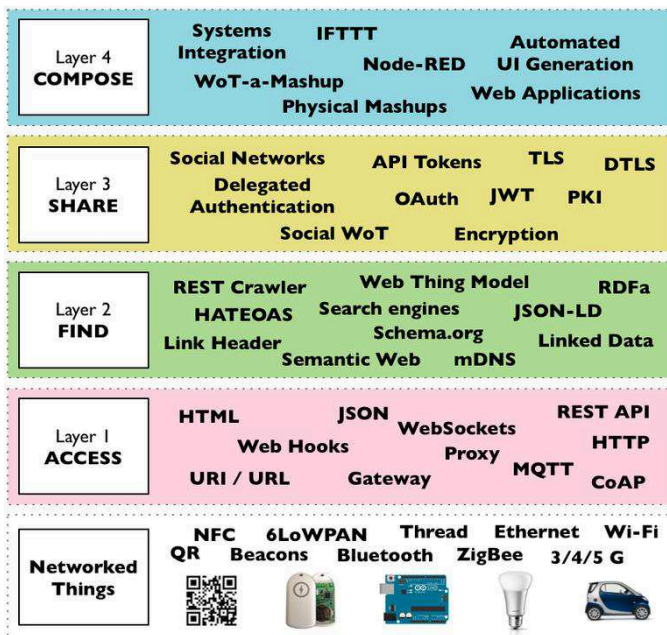 Layer 4
COMPOSE
Systems
Integration
IFTTT
Node-RED
Automated
UI Generation
WoT-a-Mashup
Physical Mashups
Web Applications
Layer 3
SHARE
Social Networks
API Tokens
TLS
DTLS
Delegated
Authentication
OAuth
JWT
PKI
Social WoT
Encryption
Layer 2
FIND
REST Crawler
Web Thing Model
RDFa
HATEOAS
Search engines
JSON-LD
Link Header
Schema.org
Linked Data
Semantic Web
mDNS
Layer 1
ACCESS
HTML
JSON
REST API
WebSockets
Web Hooks
Proxy
HTTP
URI / URL
Gateway
MQTT
CoAP
Networked
Things
NFC
6LoWPAN
Thread
Ethernet
Wi-Fi
QR
Beacons
Bluetooth
ZigBee
3/4/5 G